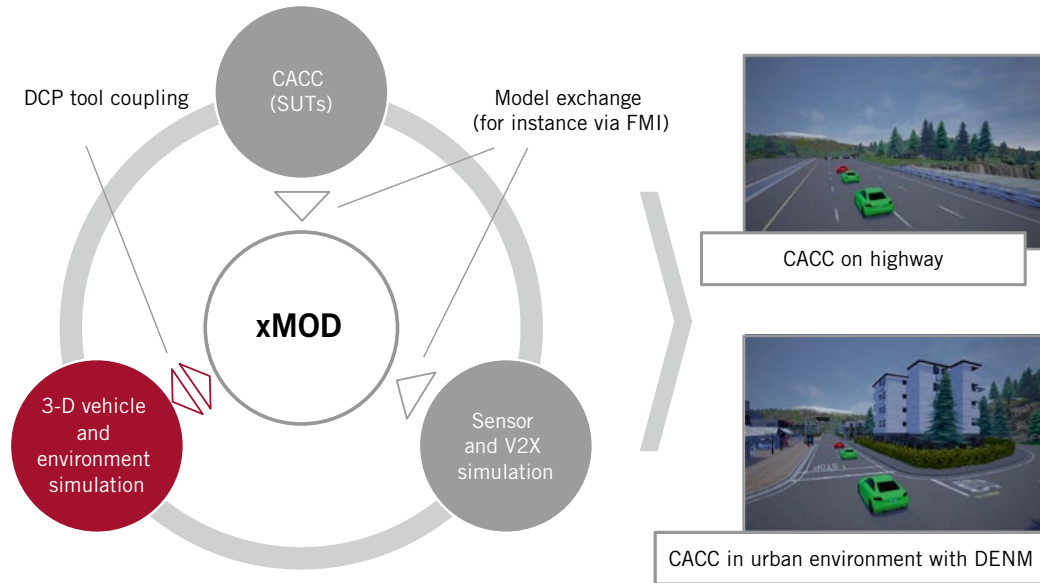 CACC
(SUTs)
DCP tool coupling
Model exchange
(for instance via FMI)
xMOD
3-D vehicle
and
environment
simulation
Sensor
and V2X
simulation
CACC on highway
STOP
CACC in urban environment with DENM